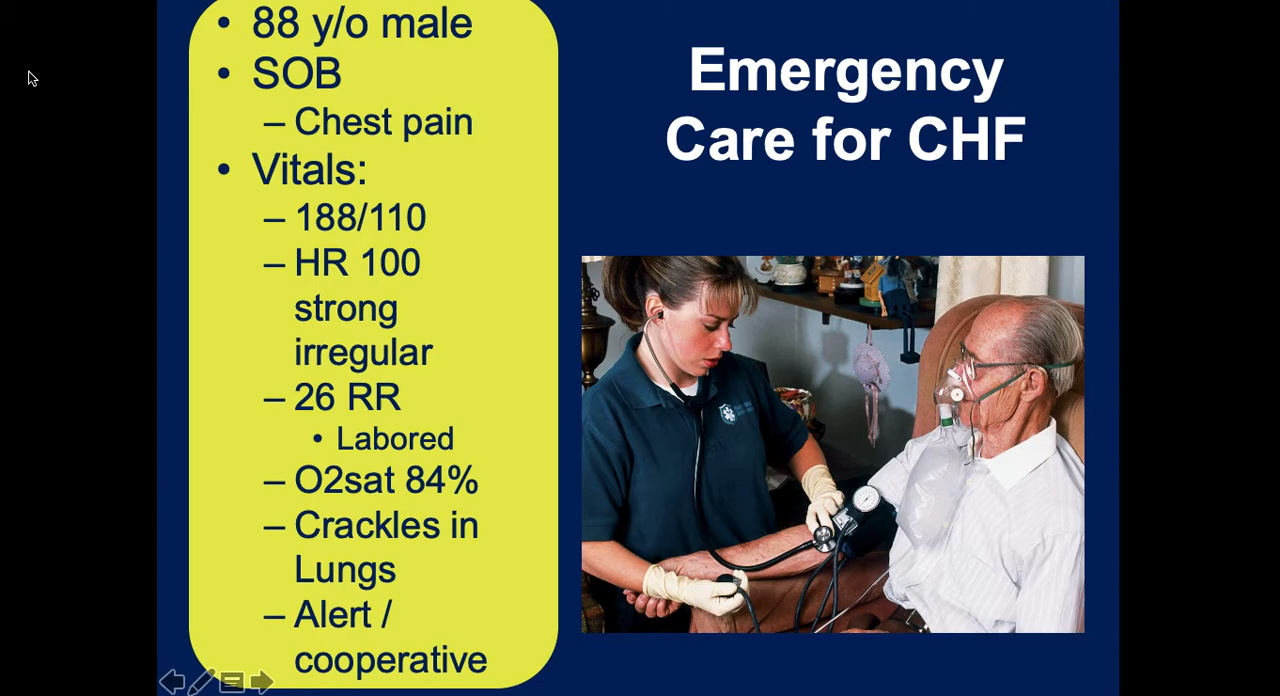 • 88 y/o male
• SOB
– Chest pain
• Vitals:
– 188/110
– HR 100
strong
irregular
– 26 RR
• Labored
– O2sat 84%
– Crackles in
Lungs
– Alert /
cooperative
Emergency
Care for CHF